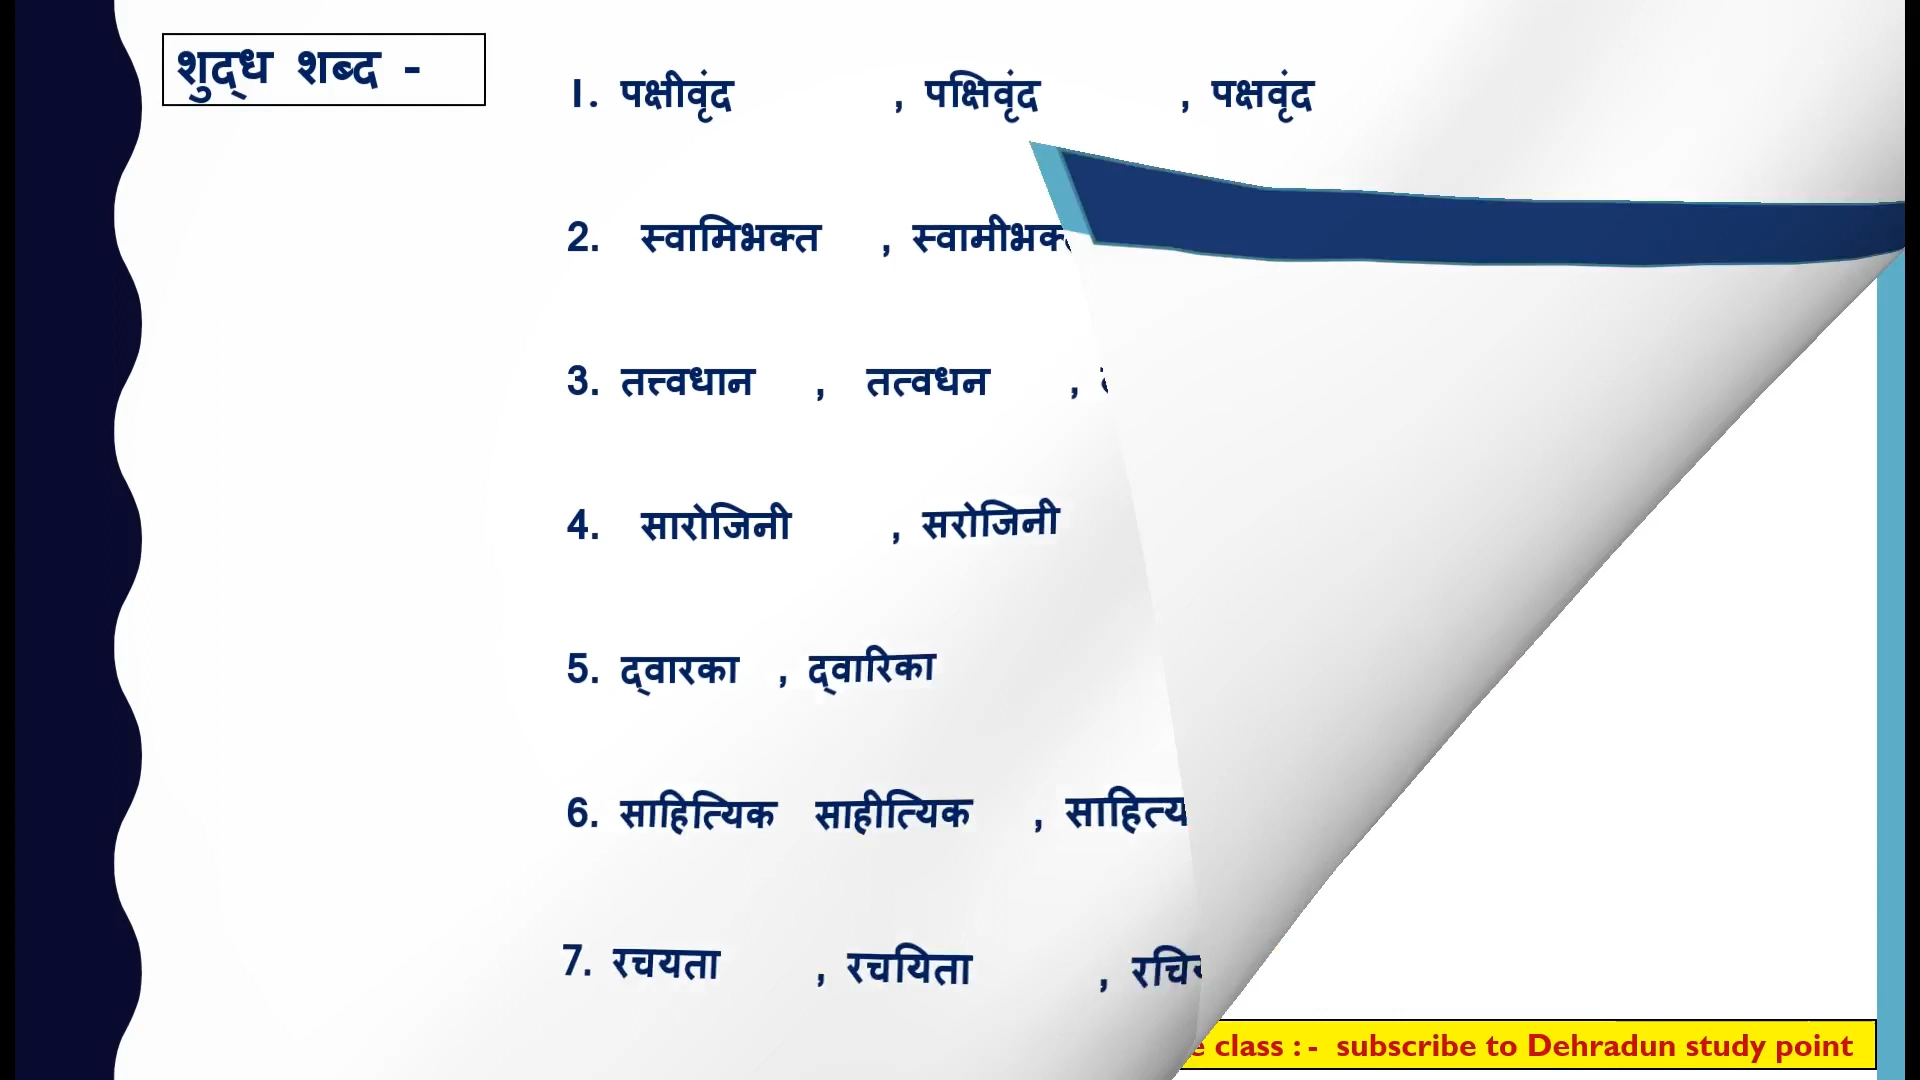 शुद्ध शब्द -
1. पक्षीवृंद , पक्षिवृंद , पक्षवृंद
2. स्वामिभक्त , स्वामीभक्
3. तत्त्वधान , तत्वधन ,
4. सारोजिनी , सरोजिनी
5. द्वारका , द्वारिका
6. साहित्यिक साहीत्यिक , साहित्य
7. रचयता , रचयिता , रचि
class : - subscribe to Dehradun study point